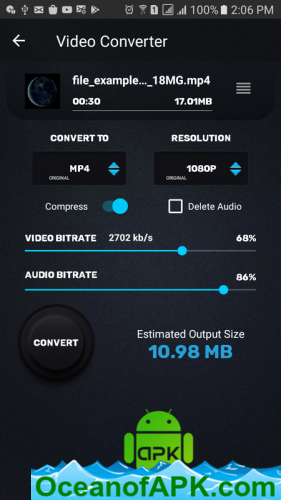 100% 2:06 PM
Video Converter
file_example..._18MG.mp4
00:30 17.01MB
CONVERT TO RESOLUTION
MP4 1080P
ORIGINAL ORIGINAL
Compress Delete Audio
VIDEO BITRATE 2702 kb/s 68%
AUDIO BITRATE 86%
CONVERT
Estimated Output Size
10.98 MB
APK
OceanofAPK.com